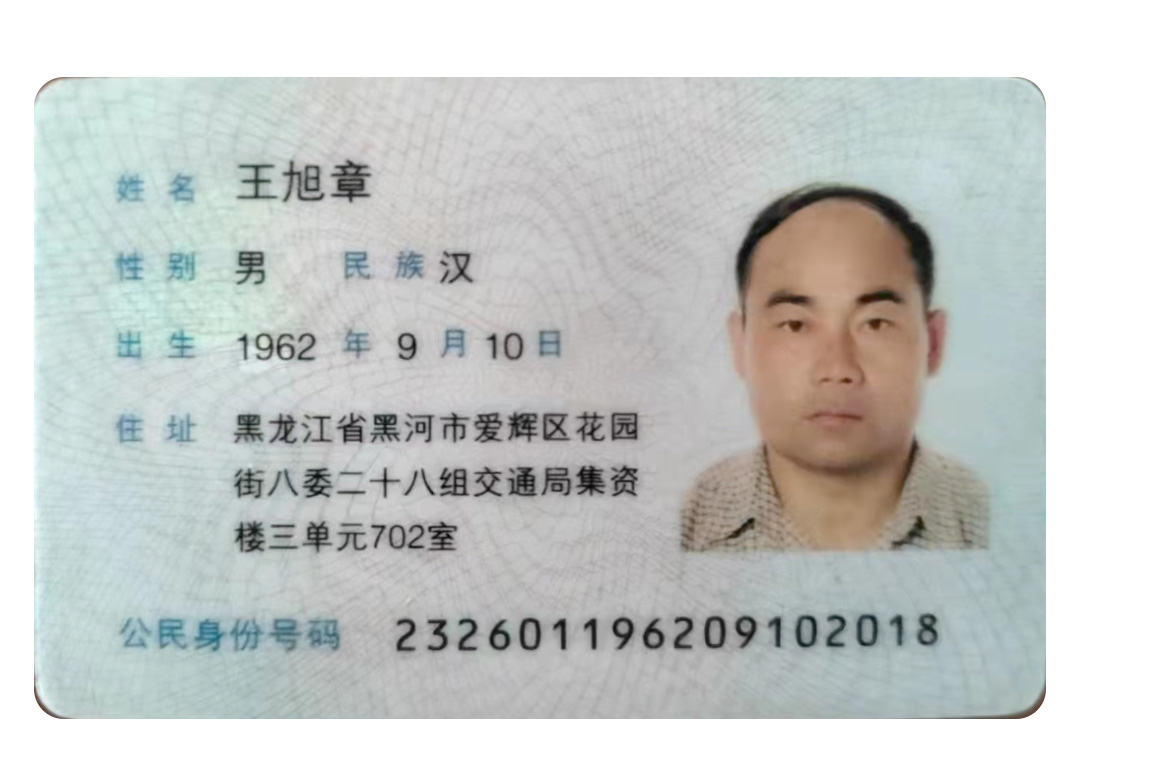 姓名 王旭章
性别 男 民族 汉
出生 1962 年 9 月 10 日
住址 黑龙江省黑河市爱辉区花园
街八委二十八组交通局集资
楼三单元702室
公民身份号码 232601196209102018